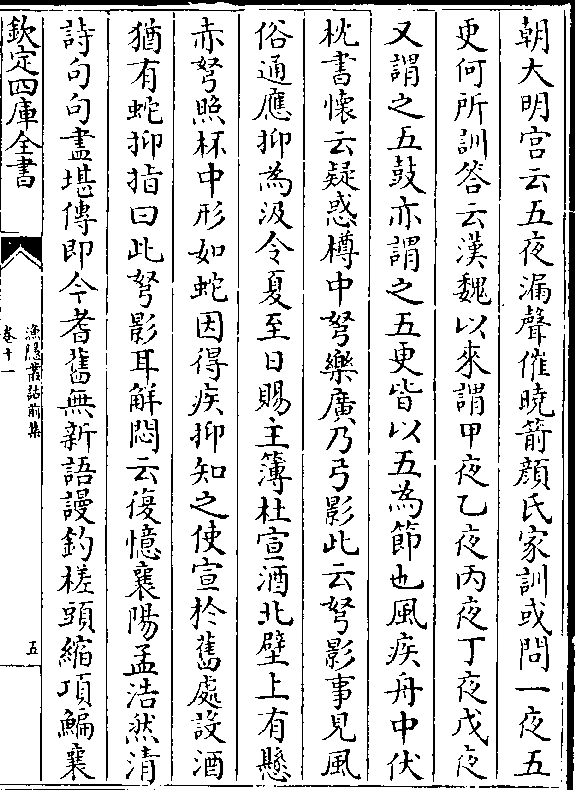 朝大明宫云五夜漏聲催曉箭顔氏家訓或問一夜五
更何所訓答云漢魏以來謂甲夜乙夜丙夜丁夜戊夜
又謂之五鼓亦謂之五更皆以五為節也風疾舟中伏
枕書懷云疑惑樽中弩樂廣乃弓影此云弩影事見風
俗通應抑為汲令夏至日賜主簿杜宣酒北壁上有懸
赤弩照杯中形如蛇因得疾抑知之使宣於舊處設酒
猶有蛇抑指曰此弩影耳解悶云復憶襄陽孟浩然清
詩句句盡堪傳即今耆舊無新語謾釣槎頭縮項鯿襄
欽定四庫全書
漁隱叢話前集
卷十一
五